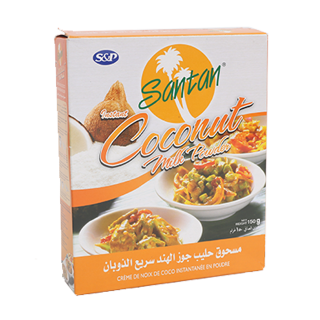 S&P
Santan®
Instant
Coconut
Milk Powder
150 g
مسحوق حليب جوز الهند سريع الذوبان
CRÈME DE NOIX DE COCO INSTANTANÉE EN POUDRE